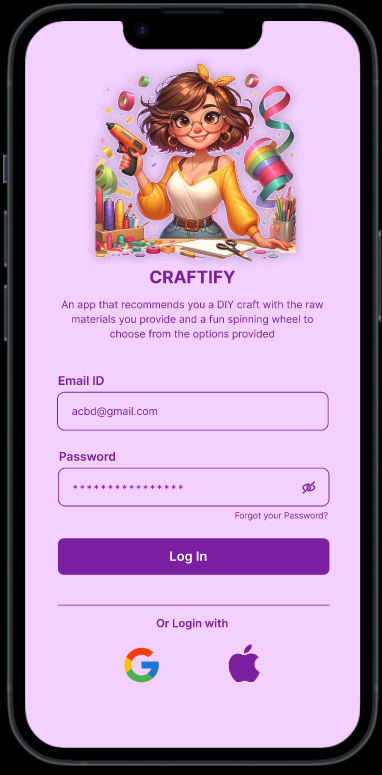 CRAFTIFY
An app that recommends you a DIY craft with the raw
materials you provide and a fun spinning wheel to
choose from the options provided
Email ID
acbd@gmail.com
Password
****************
Forgot your Password?
Log In
Or Login with